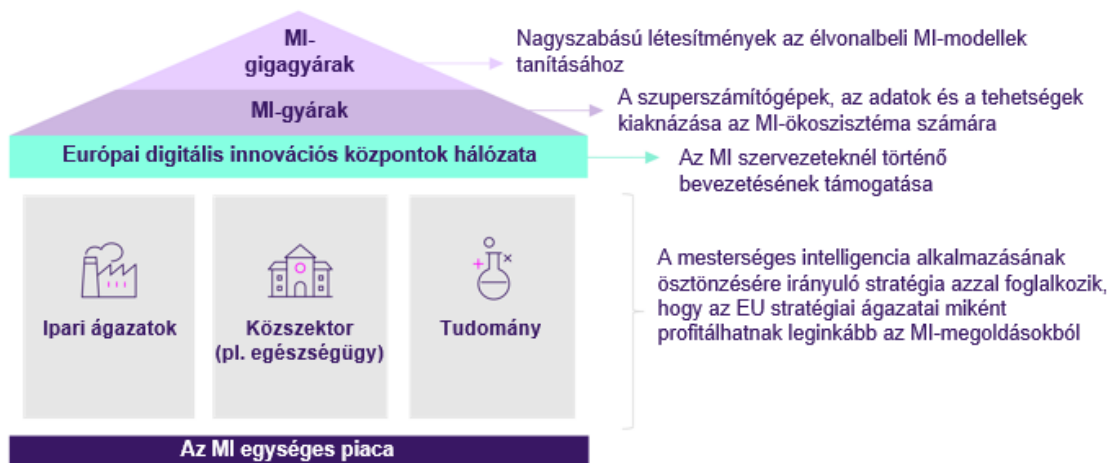 MI-
gigagyárak
Nagyszabású létesítmények az élvonalbeli MI-modellek
tanításához
MI-gyárak
A szuperszámítógépek, az adatok és a tehetségek
kiaknázása az MI-ökoszisztéma számára
Európai digitális innovációs központok hálózata
Az MI szervezeteknél történő
bevezetésének támogatása
Ipari ágazatok
Közszektor
(pl. egészségügy)
Tudomány
A mesterséges intelligencia alkalmazásának
ösztönzésére irányuló stratégia azzal foglalkozik,
hogy az EU stratégiai ágazatai miként
profitálhatnak leginkább az MI-megoldásokból
Az MI egységes piaca